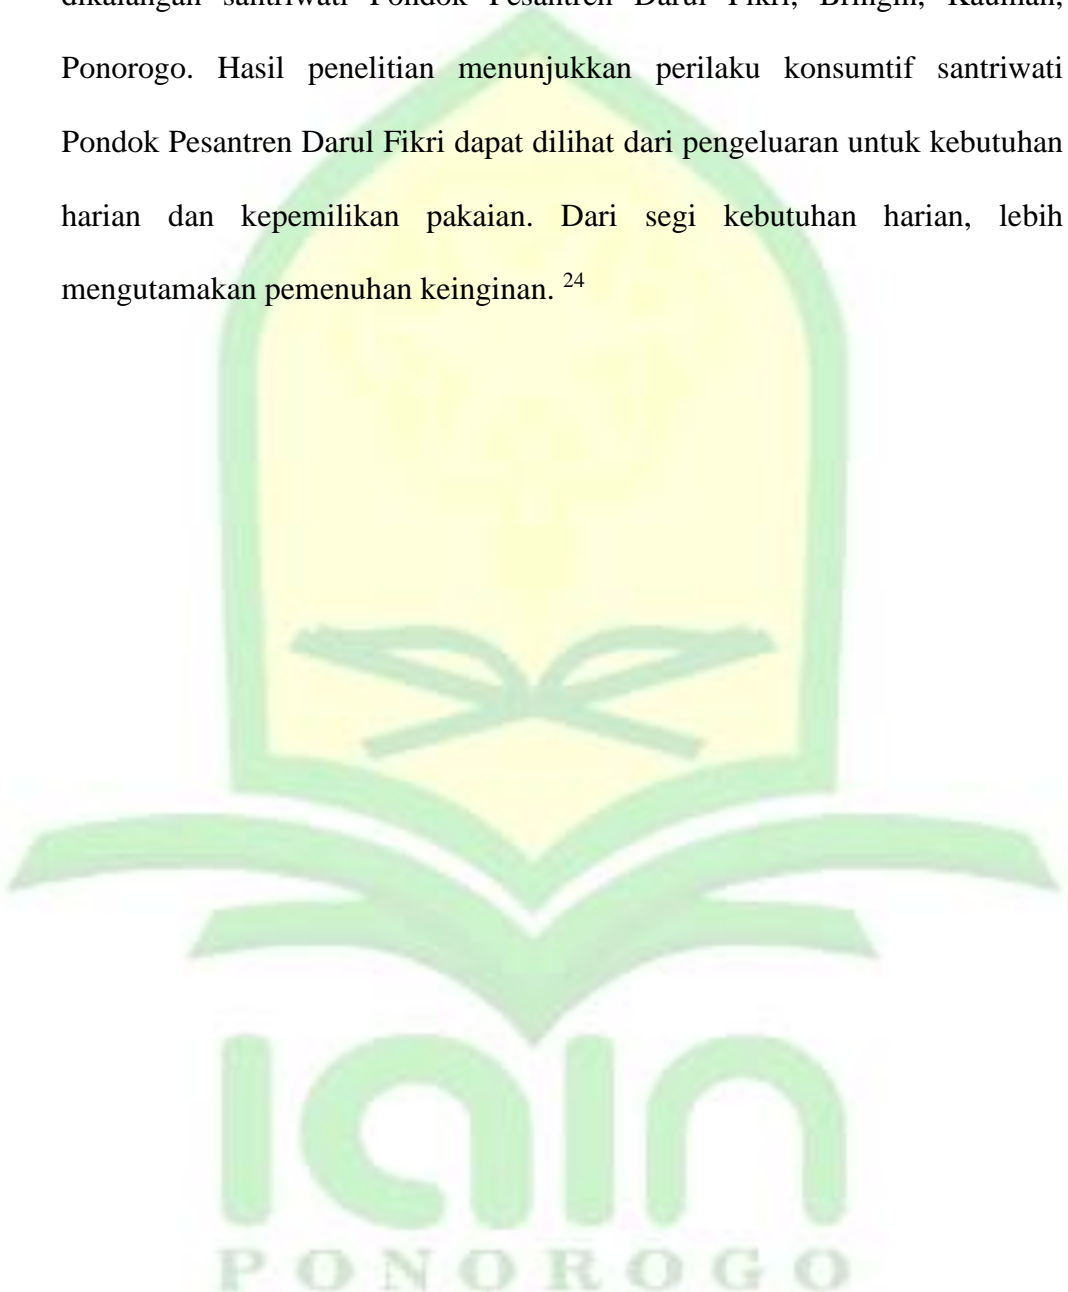 dikalangan santriwati Pondok Pesantren Darul Fikri, Bringin, Kauman,
Ponorogo. Hasil penelitian menunjukkan perilaku konsumtif santriwati
Pondok Pesantren Darul Fikri dapat dilihat dari pengeluaran untuk kebutuhan
harian dan kepemilikan pakaian. Dari segi kebutuhan harian, lebih
mengutamakan pemenuhan keinginan. 24
iain
PONOROGO